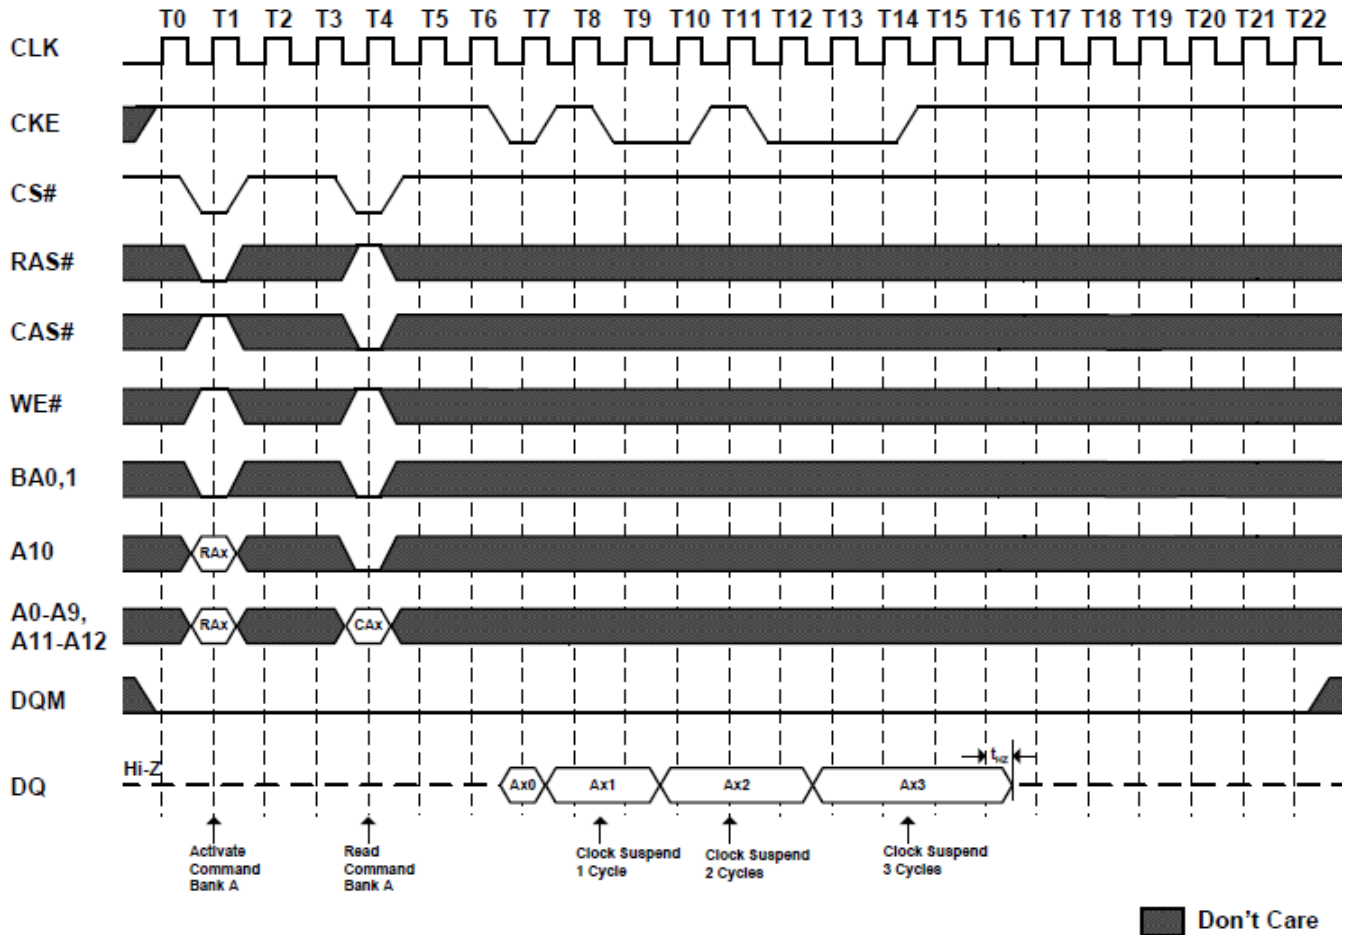 T0 T1 T2 T3 T4 T5 T6 T7 T8 T9 T10 T11 T12 T13 T14 T15 T16 T17 T18 T19 T20 T21 T22
CLK
CKE
CS#
RAS#
CAS#
WE#
BA0,1
A10
RAx
A0-A9,
A11-A12
RAx CAx
DQM
tHZ
Hi-Z
DQ
Ax0 Ax1 Ax2 Ax3
Activate
Command
Bank A
Read
Command
Bank A
Clock Suspend
1 Cycle
Clock Suspend
2 Cycles
Clock Suspend
3 Cycles
Don't Care